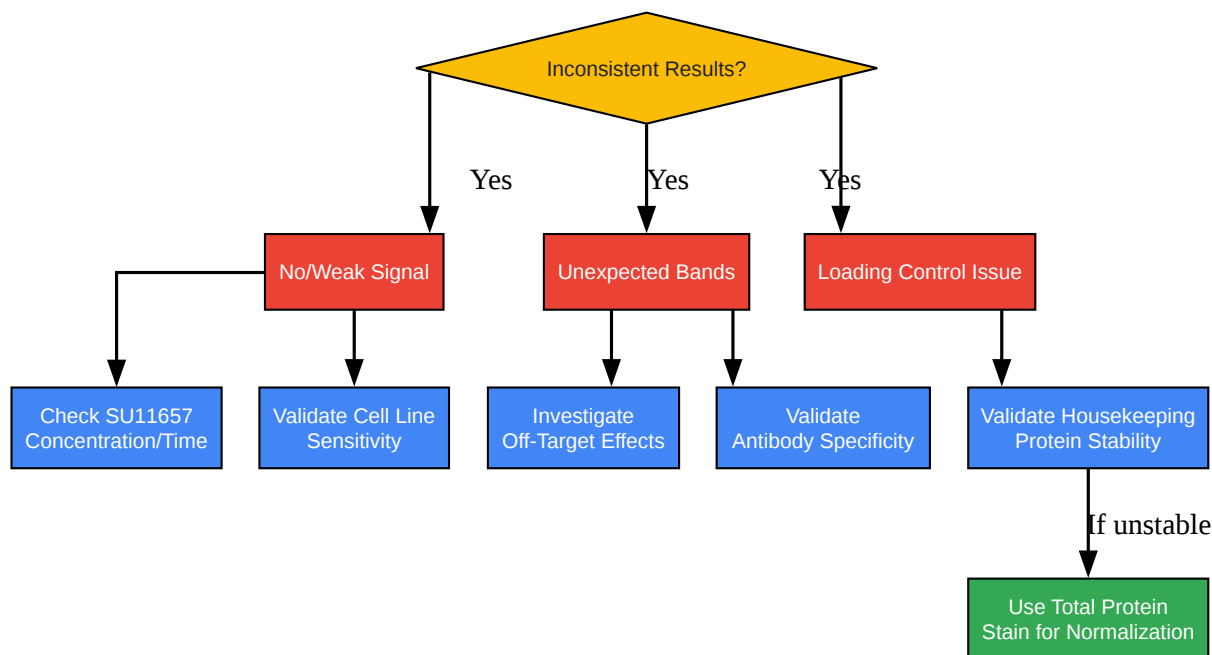 Inconsistent Results?
Yes
Yes
Yes
No/Weak Signal
Unexpected Bands
Loading Control Issue
Check SU11657
Concentration/Time
Validate Cell Line
Sensitivity
Investigate
Off-Target Effects
Validate
Antibody Specificity
Validate Housekeeping
Protein Stability
If unstable
Use Total Protein
Stain for Normalization